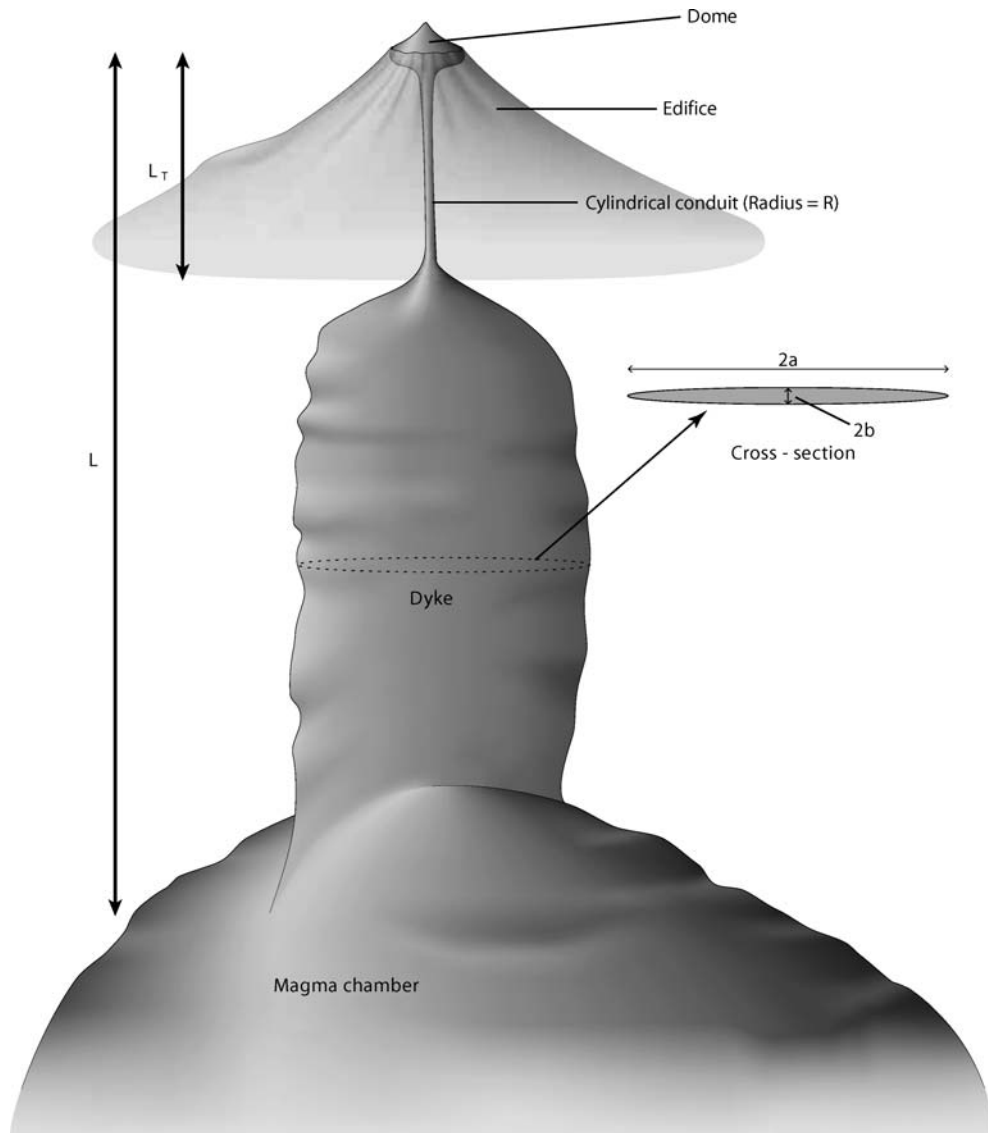 Dome
Edifice
L T
Cylindrical conduit (Radius = R)
2a
2b
Cross - section
L
Dyke
Magma chamber